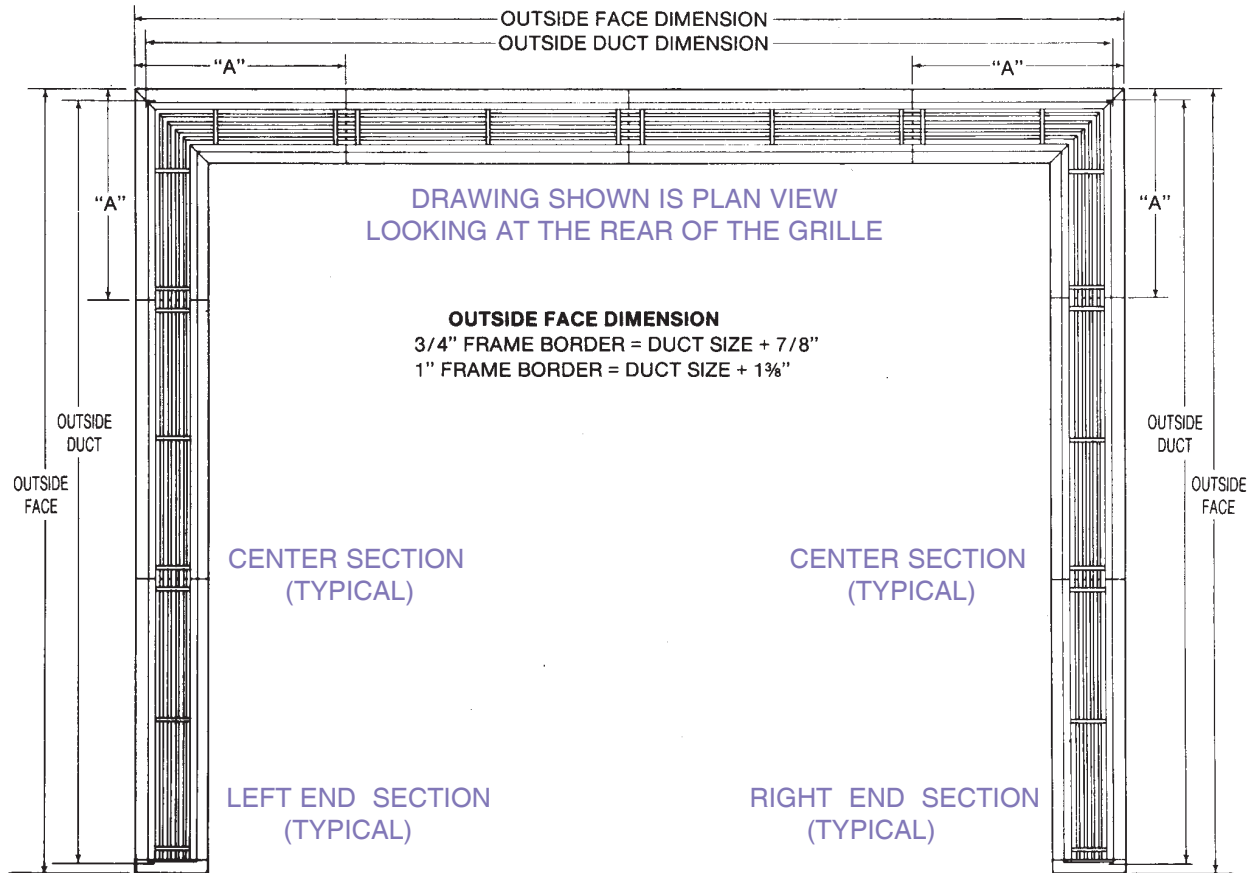 OUTSIDE FACE DIMENSION
OUTSIDE DUCT DIMENSION
“A”
“A”
“A”
“A”
DRAWING SHOWN IS PLAN VIEW
LOOKING AT THE REAR OF THE GRILLE
OUTSIDE FACE DIMENSION
3/4” FRAME BORDER = DUCT SIZE + 7/8”
1” FRAME BORDER = DUCT SIZE + 1⅜”
OUTSIDE
DUCT
OUTSIDE
FACE
OUTSIDE
DUCT
OUTSIDE
FACE
CENTER SECTION
(TYPICAL)
CENTER SECTION
(TYPICAL)
LEFT END SECTION
(TYPICAL)
RIGHT END SECTION
(TYPICAL)